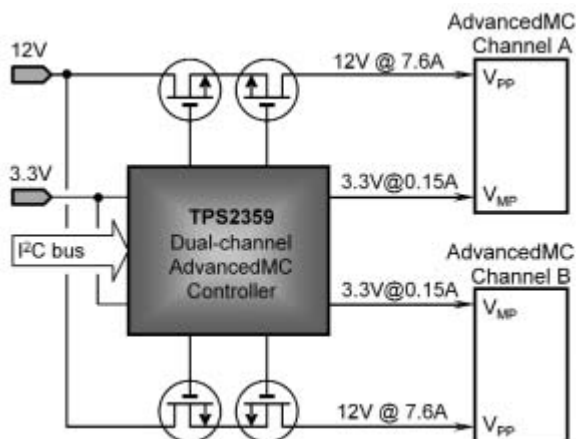 AdvancedMC
Channel A
12V
12V @ 7.6A
VPP
3.3V
3.3V@0.15A
VMP
TPS2359
Dual-channel
AdvancedMC
Controller
I²C bus
AdvancedMC
Channel B
3.3V@0.15A
VMP
12V @ 7.6A
VPP